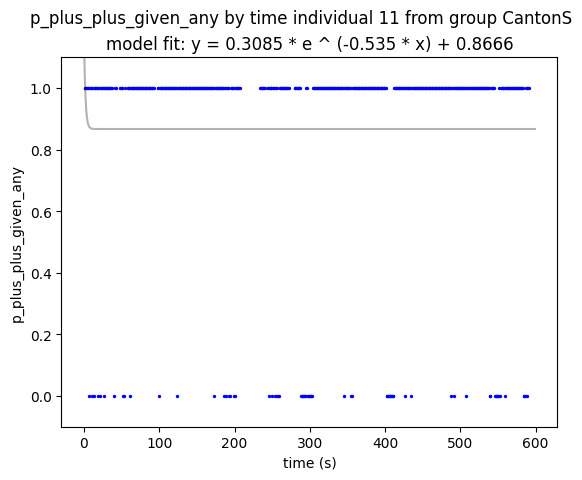 p_plus_plus_given_any by time individual 11 from group CantonS
model fit: y = 0.3085 * e ^ (-0.535 * x) + 0.8666
1.0
0.8
0.6
0.4
0.2
0.0
p_plus_plus_given_any
0 100 200 300 400 500 600
time (s)